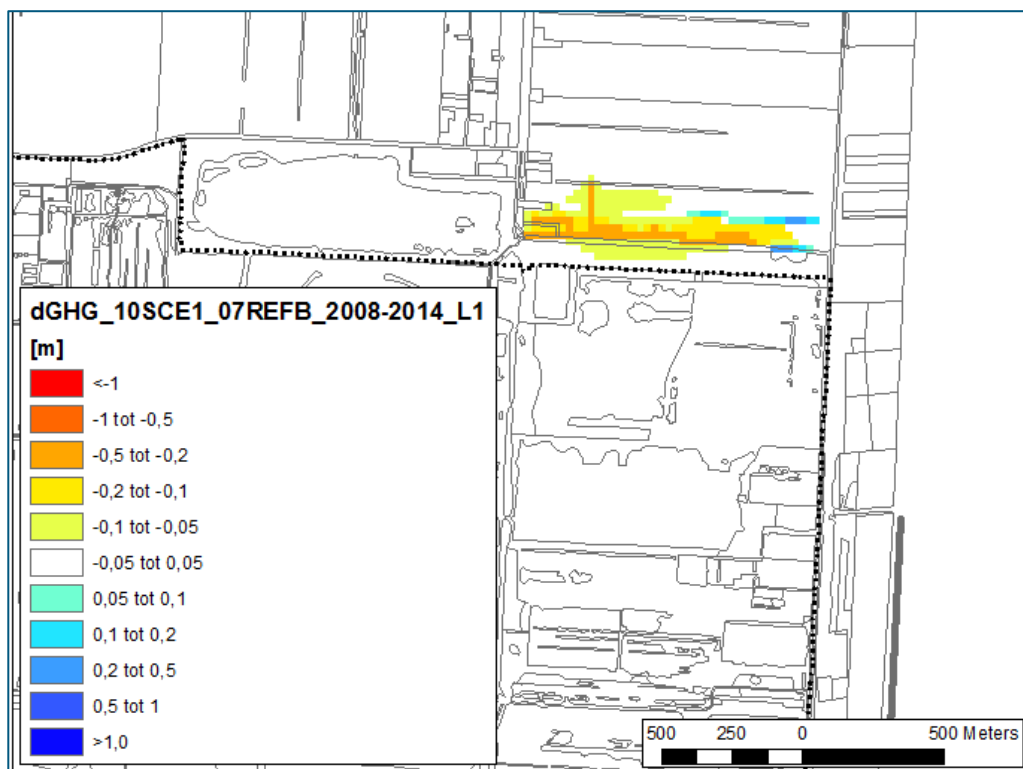 dGHG_10SCE1_07REFB_2008-2014_L1
[m]
<-1
-1 tot -0,5
-0,5 tot -0,2
-0,2 tot -0,1
-0,1 tot -0,05
-0,05 tot 0,05
0,05 tot 0,1
0,1 tot 0,2
0,2 tot 0,5
0,5 tot 1
>1,0
500 250 0 500 Meters